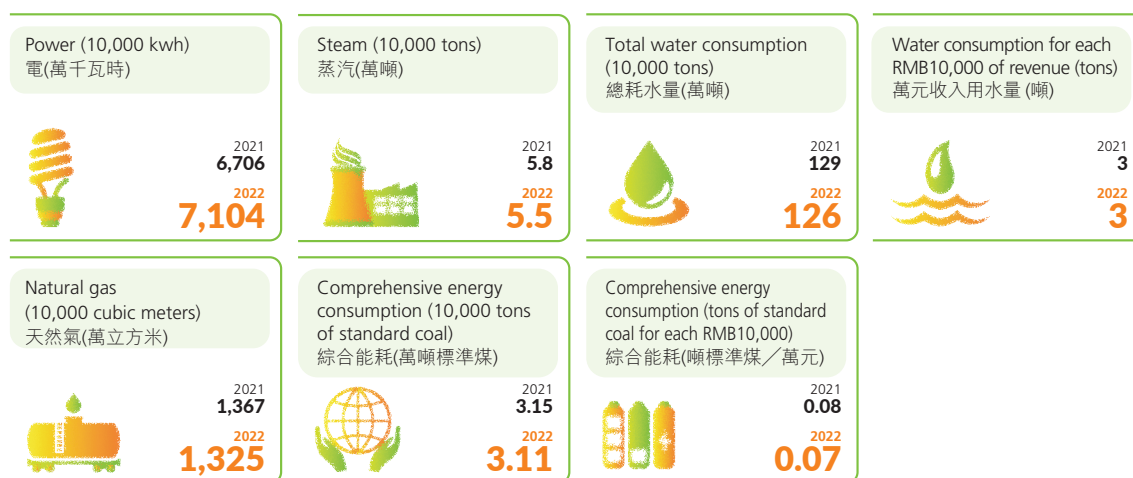 Power (10,000 kwh)
電(萬千瓦時)
2021
6,706
2022
7,104
Steam (10,000 tons)
蒸汽(萬噸)
2021
5.8
2022
5.5
Total water consumption
(10,000 tons)
總耗水量(萬噸)
2021
129
2022
126
Water consumption for each
RMB10,000 of revenue (tons)
萬元收入用水量 (噸)
2021
3
2022
3
Natural gas
(10,000 cubic meters)
天然氣(萬立方米)
2021
1,367
2022
1,325
Comprehensive energy
consumption (10,000 tons
of standard coal)
綜合能耗(萬噸標準煤)
2021
3.15
2022
3.11
Comprehensive energy
consumption (tons of standard
coal for each RMB10,000)
綜合能耗(噸標準煤╱萬元)
2021
0.08
2022
0.07